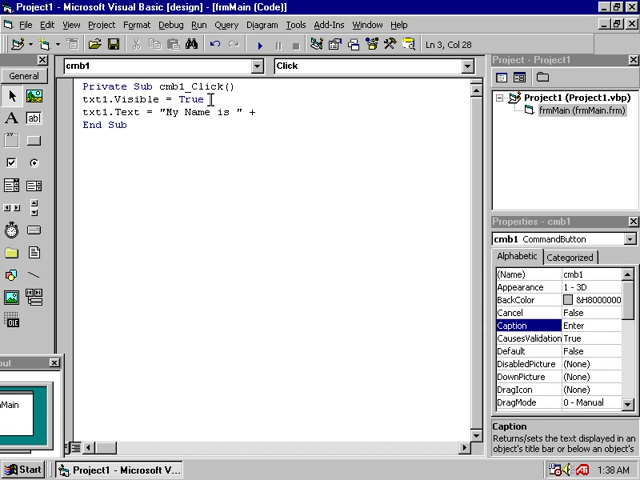 Project1 - Microsoft Visual Basic [design] - [frmMain (Code)]
File Edit View Project Format Debug Run Query Diagram Tools Add-Ins Window Help
Ln 3, Col 28
General
cmb1
Click
Private Sub cmb1_Click()
txt1.Visible = True
txt1.Text = "My Name is " +
End Sub
Project - Project1
Project1 (Project1.vbp)
frmMain (frmMain.frm)
Properties - cmb1
cmb1 CommandButton
Alphabetic Categorized
(Name) cmb1
Appearance 1 - 3D
BackColor &H8000000
Cancel False
Caption Enter
CausesValidation True
Default False
DisabledPicture (None)
DownPicture (None)
DragIcon (None)
DragMode 0 - Manual
Caption
Returns/sets the text displayed in an
object's title bar or below an object's
Start
Project1 - Microsoft V...
1:38 AM